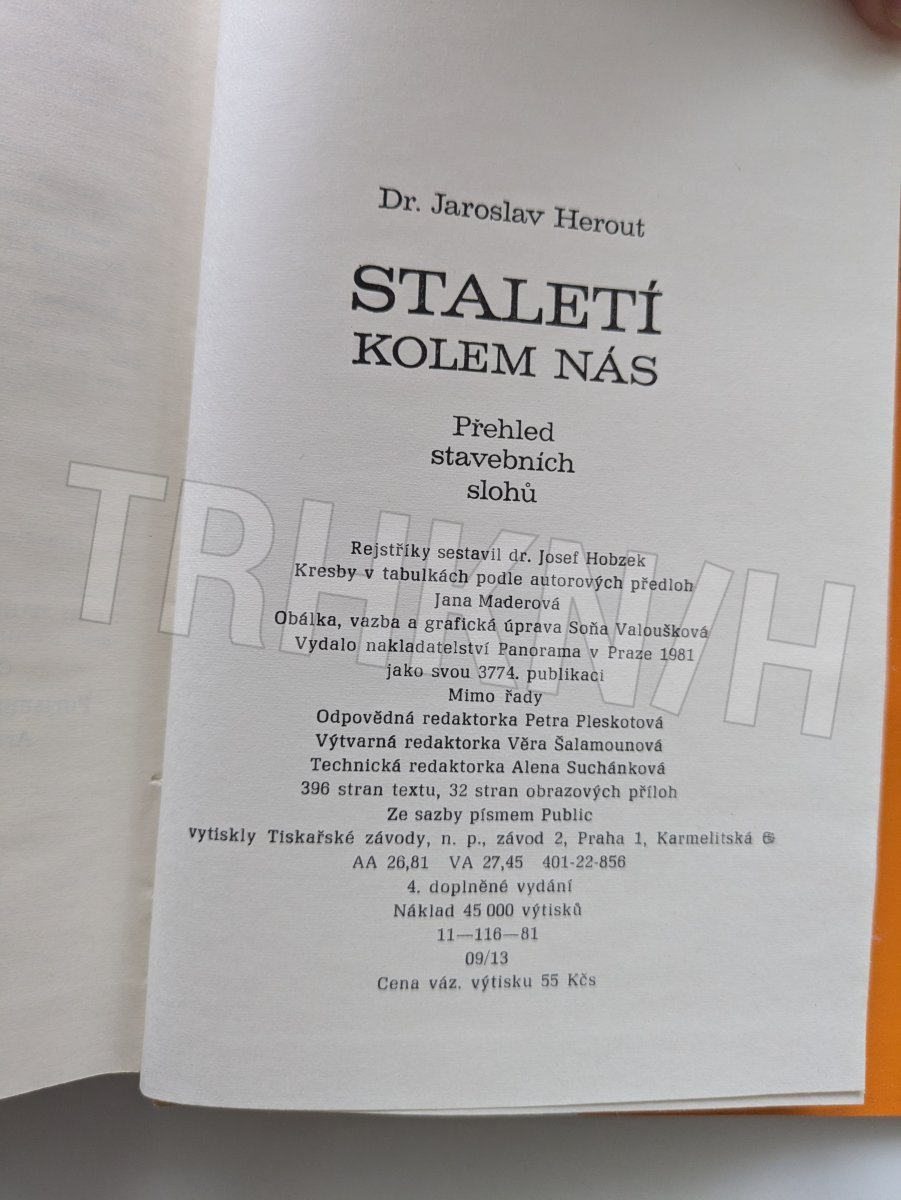 Dr. Jaroslav Herout
STALETÍ
KOLEM NÁS
Přehled
stavebních
slohů
Rejstříky sestavil dr. Josef Hobzek
Kresby v tabulkách podle autorových předloh
Jana Maderová
Obálka, vazba a grafická úprava Soňa Valoušková
Vydalo nakladatelství Panorama v Praze 1981
jako svou 3774. publikaci
Mimo řady
Odpovědná redaktorka Petra Pleskotová
Výtvarná redaktorka Věra Šalamounová
Technická redaktorka Alena Suchánková
396 stran textu, 32 stran obrazových příloh
Ze sazby písmem Public
vytiskly Tiskařské závody, n. p., závod 2, Praha 1, Karmelitská
AA 26,81 VA 27,45 401-22-856
4. doplněné vydání
Náklad 45 000 výtisků
11—116—81
09/13
Cena váz. výtisku 55 Kčs
TRHKNIH